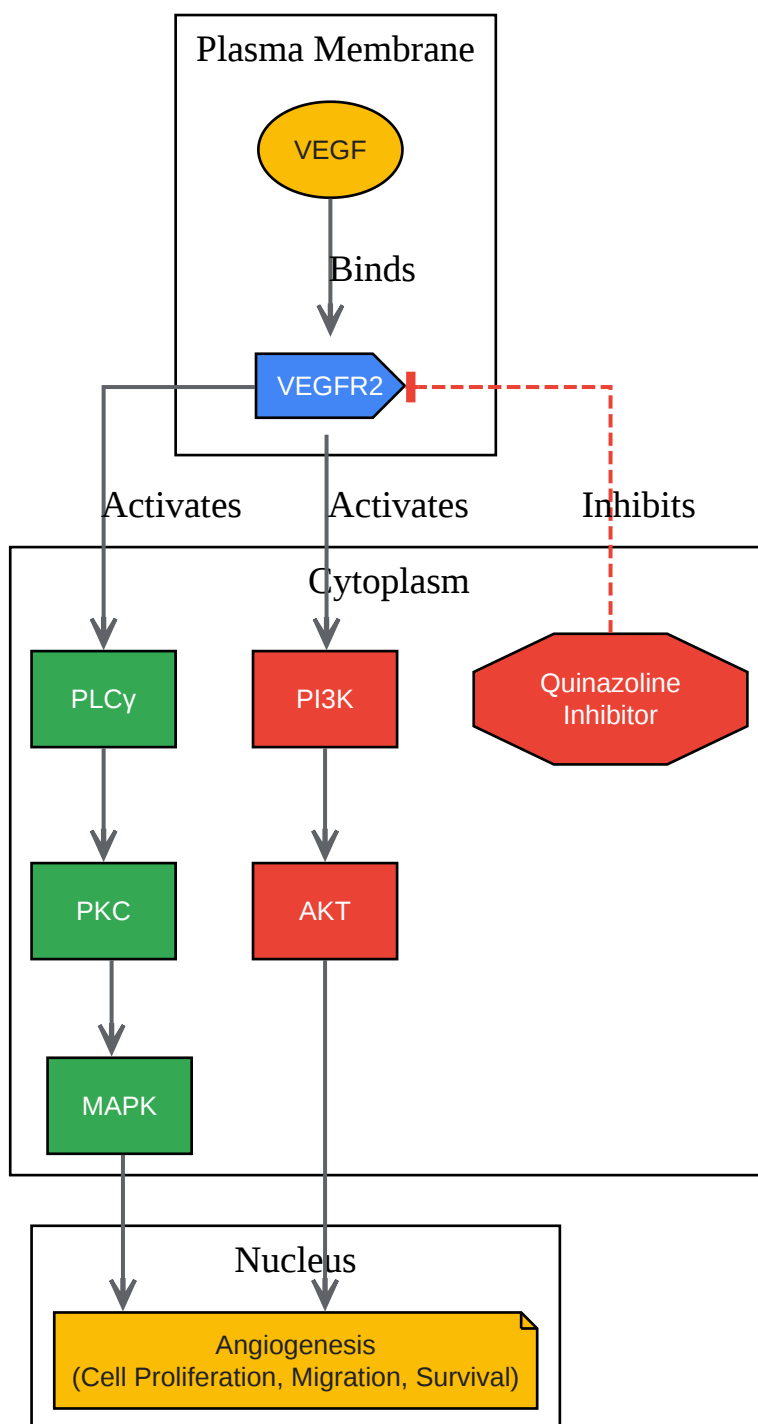 Plasma Membrane
VEGF
Binds
VEGFR2
Activates
Activates
Inhibits
Cytoplasm
PLCγ
PI3K
Quinazoline
Inhibitor
PKC
AKT
MAPK
Nucleus
Angiogenesis
(Cell Proliferation, Migration, Survival)